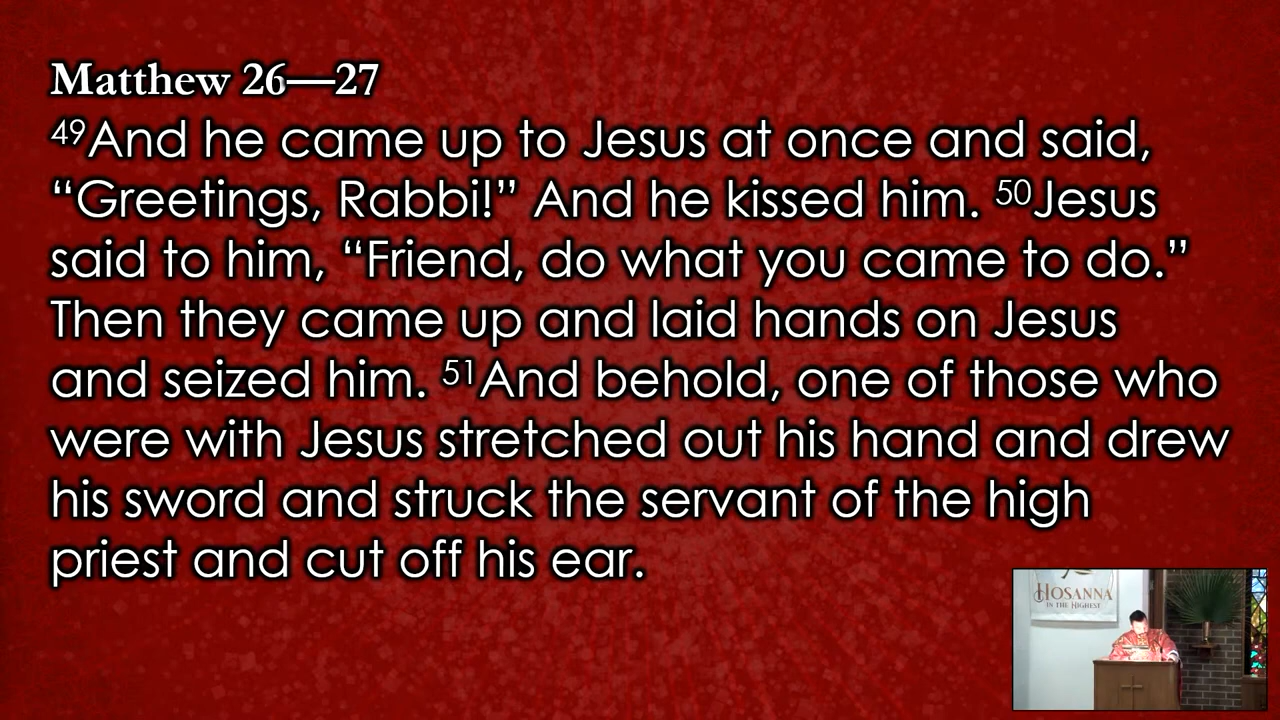 Matthew 26—27
49And he came up to Jesus at once and said,
“Greetings, Rabbi!” And he kissed him. 50Jesus
said to him, “Friend, do what you came to do.”
Then they came up and laid hands on Jesus
and seized him. 51And behold, one of those who
were with Jesus stretched out his hand and drew
his sword and struck the servant of the high
priest and cut off his ear.
HOSANNA
IN THE HIGHEST